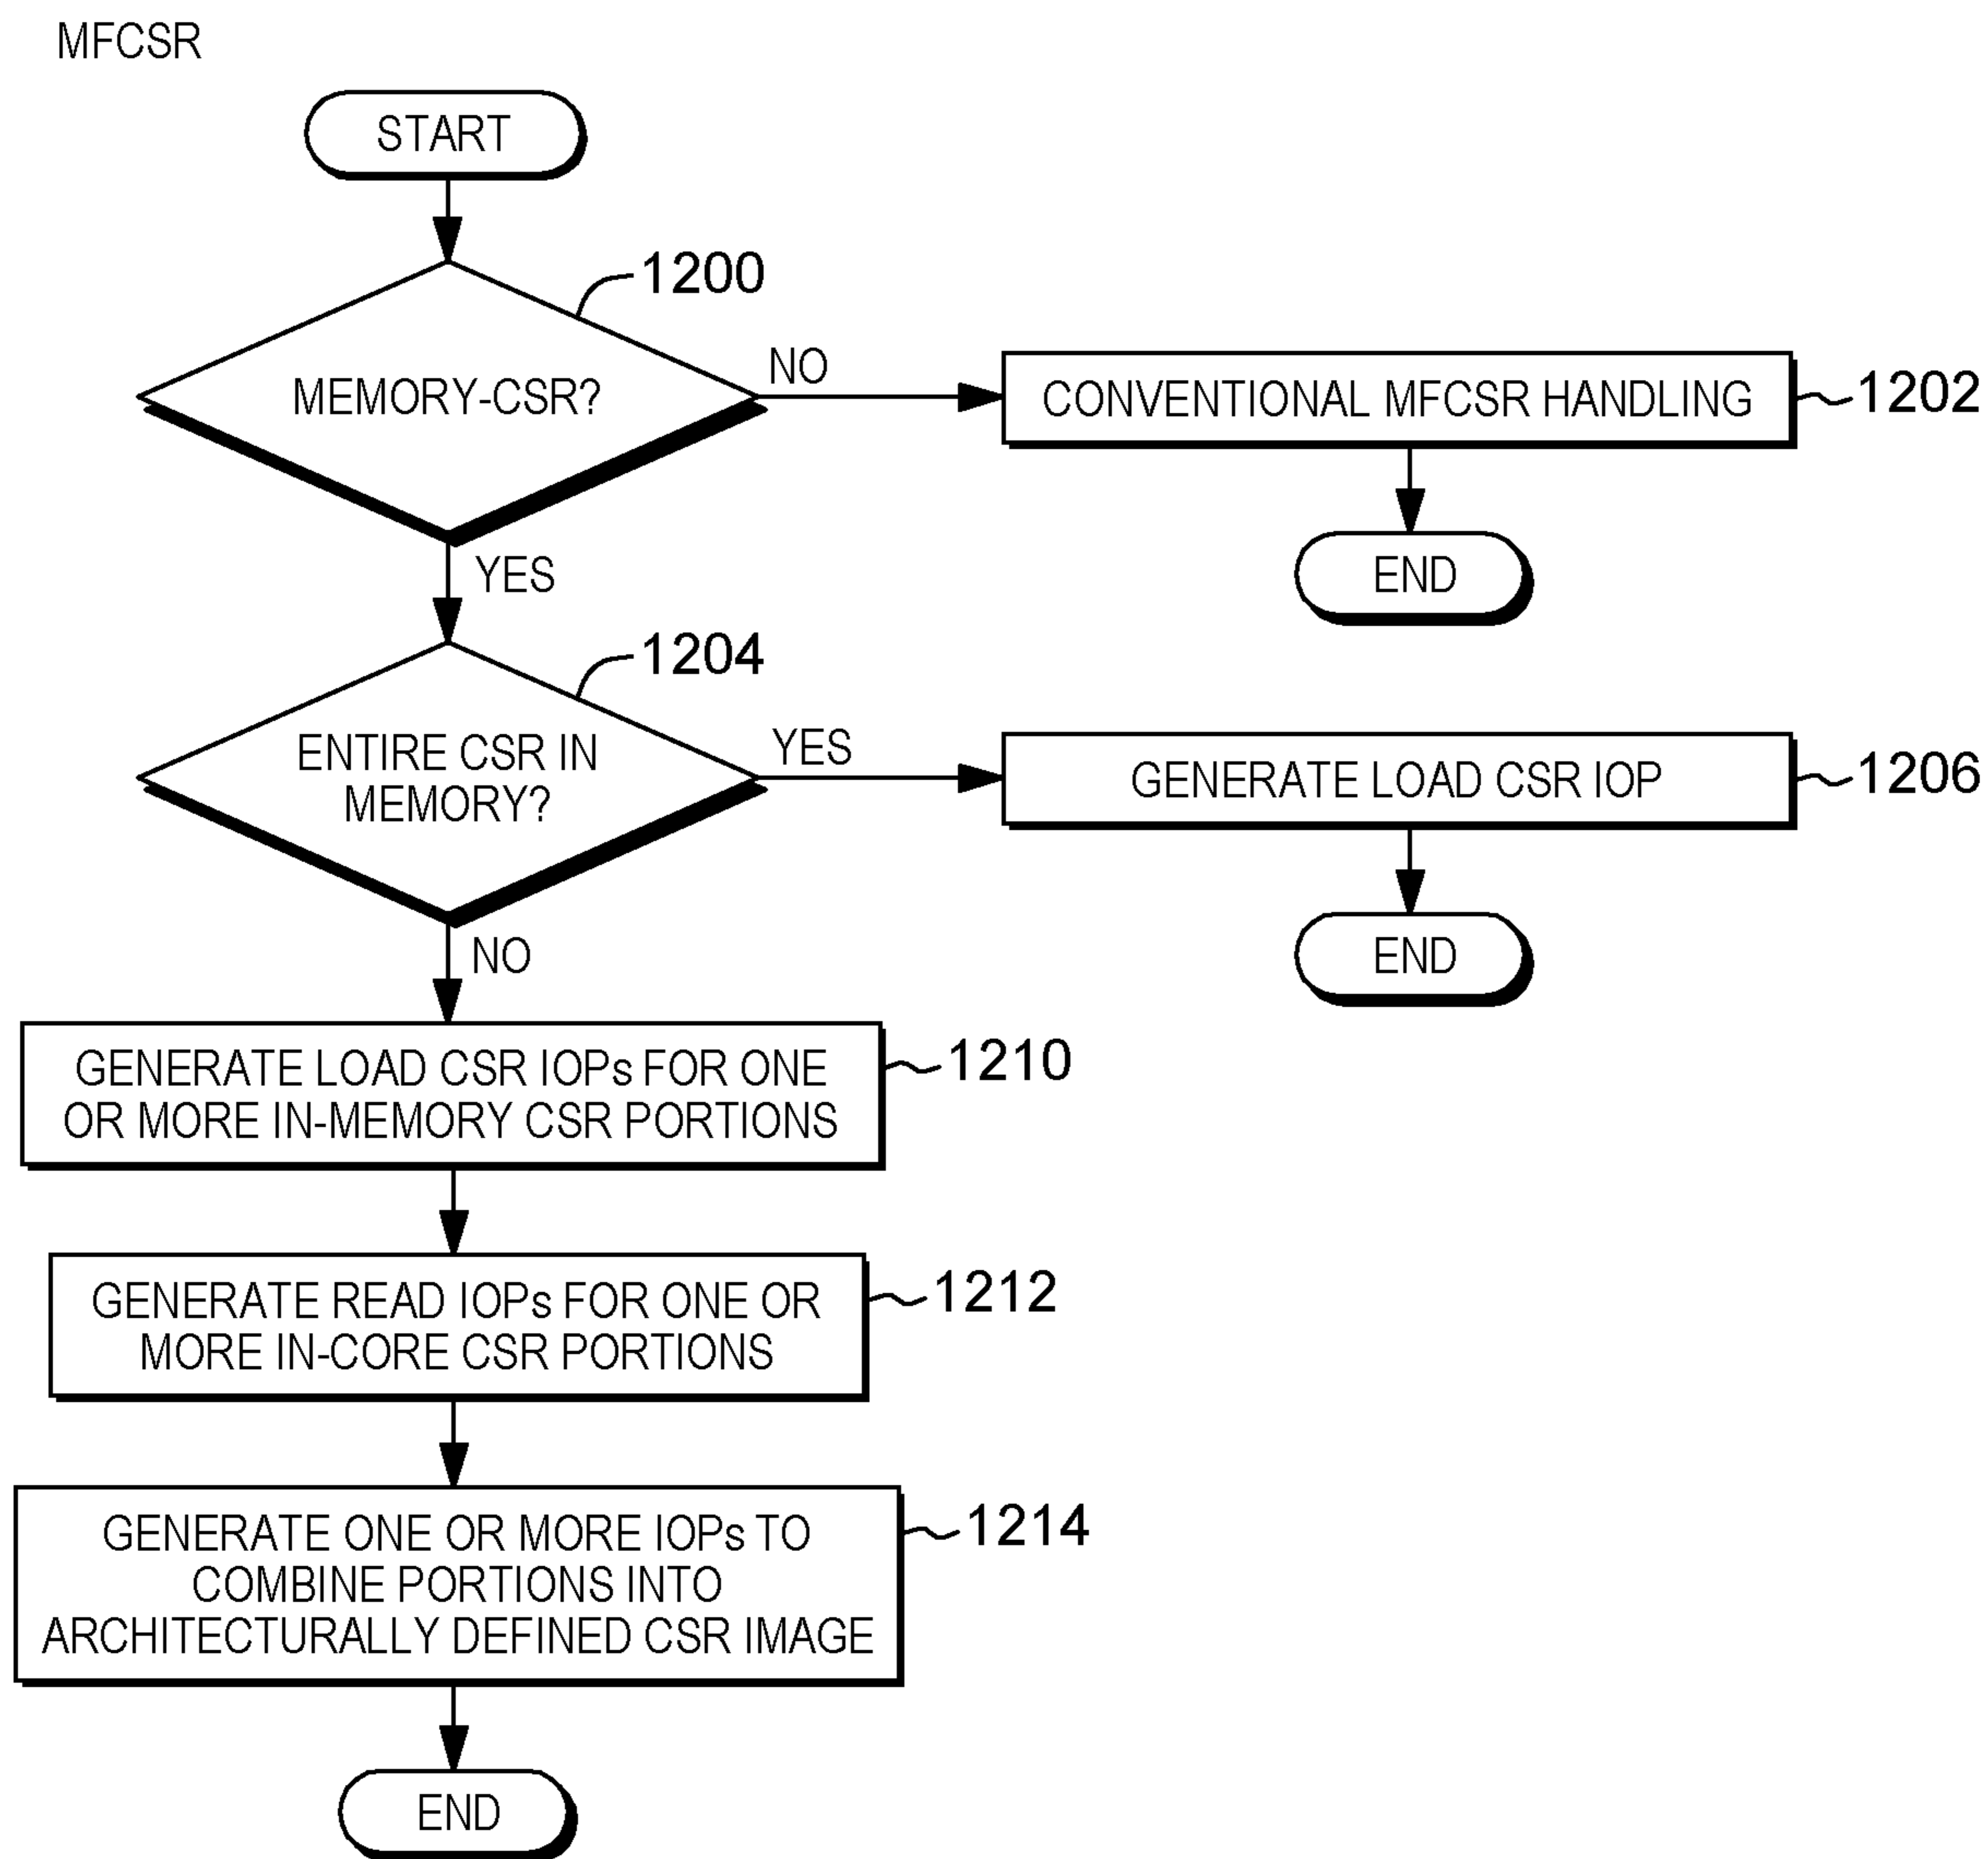 MFCSR
START
1200
MEMORY-CSR?
NO
CONVENTIONAL MFCSR HANDLING
1202
END
YES
1204
ENTIRE CSR IN
MEMORY?
YES
GENERATE LOAD CSR IOP
1206
END
NO
GENERATE LOAD CSR IOPs FOR ONE
OR MORE IN-MEMORY CSR PORTIONS
1210
GENERATE READ IOPs FOR ONE OR
MORE IN-CORE CSR PORTIONS
1212
GENERATE ONE OR MORE IOPs TO
COMBINE PORTIONS INTO
ARCHITECTURALLY DEFINED CSR IMAGE
1214
END